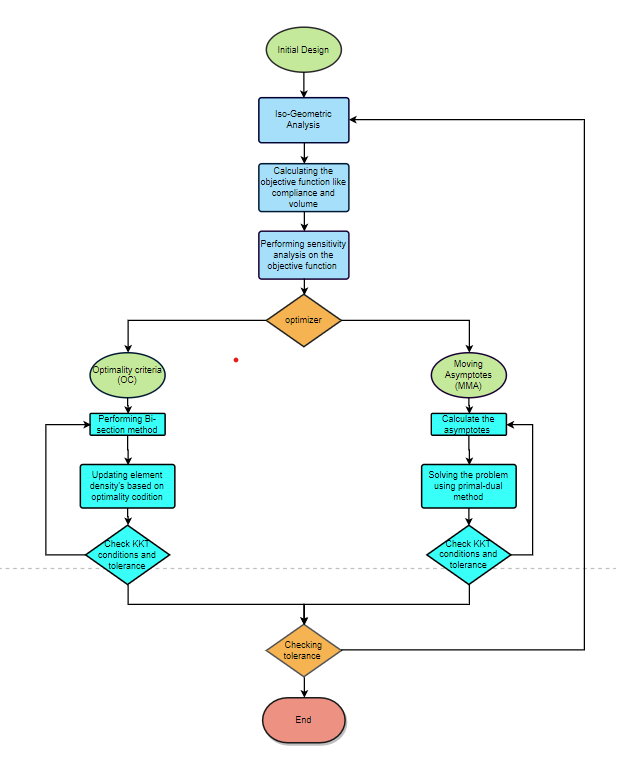 Initial Design
Iso-Geometric
Analysis
Calculating the
objective function like
compliance and
volume
Performing sensitivity
analysis on the
objective function
optimizer
Optimality criteria
(OC)
Moving
Asymptotes
(MMA)
Performing Bi-
section method
Calculate the
asymptotes
Updating element
density's based on
optimality codition
Solving the problem
using primal-dual
method
Check KKT
conditions and
tolerance
Check KKT
conditions and
tolerance
Checking
tolerance
End